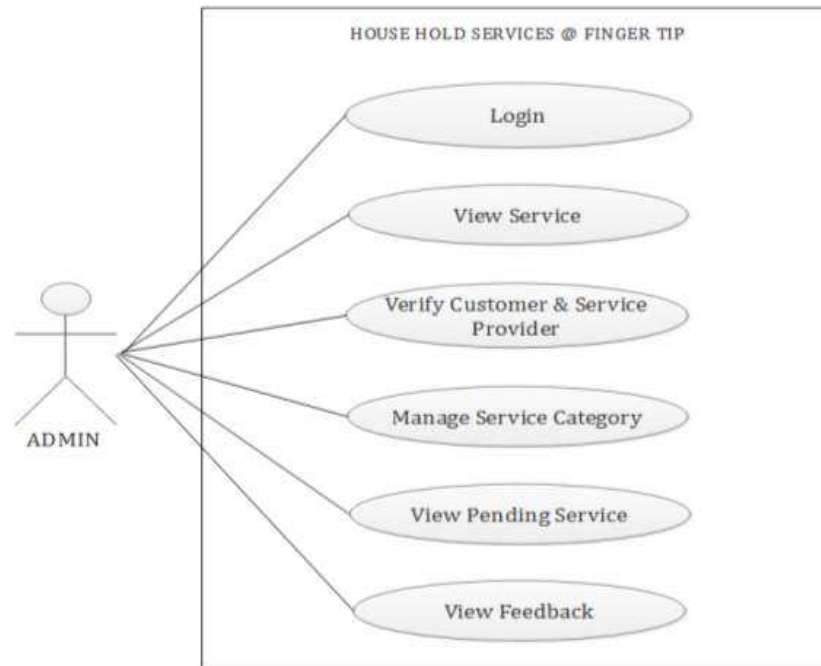 HOUSE HOLD SERVICES @ FINGER TIP
Login
View Service
Verify Customer & Service
Provider
Manage Service Category
ADMIN
View Pending Service
View Feedback